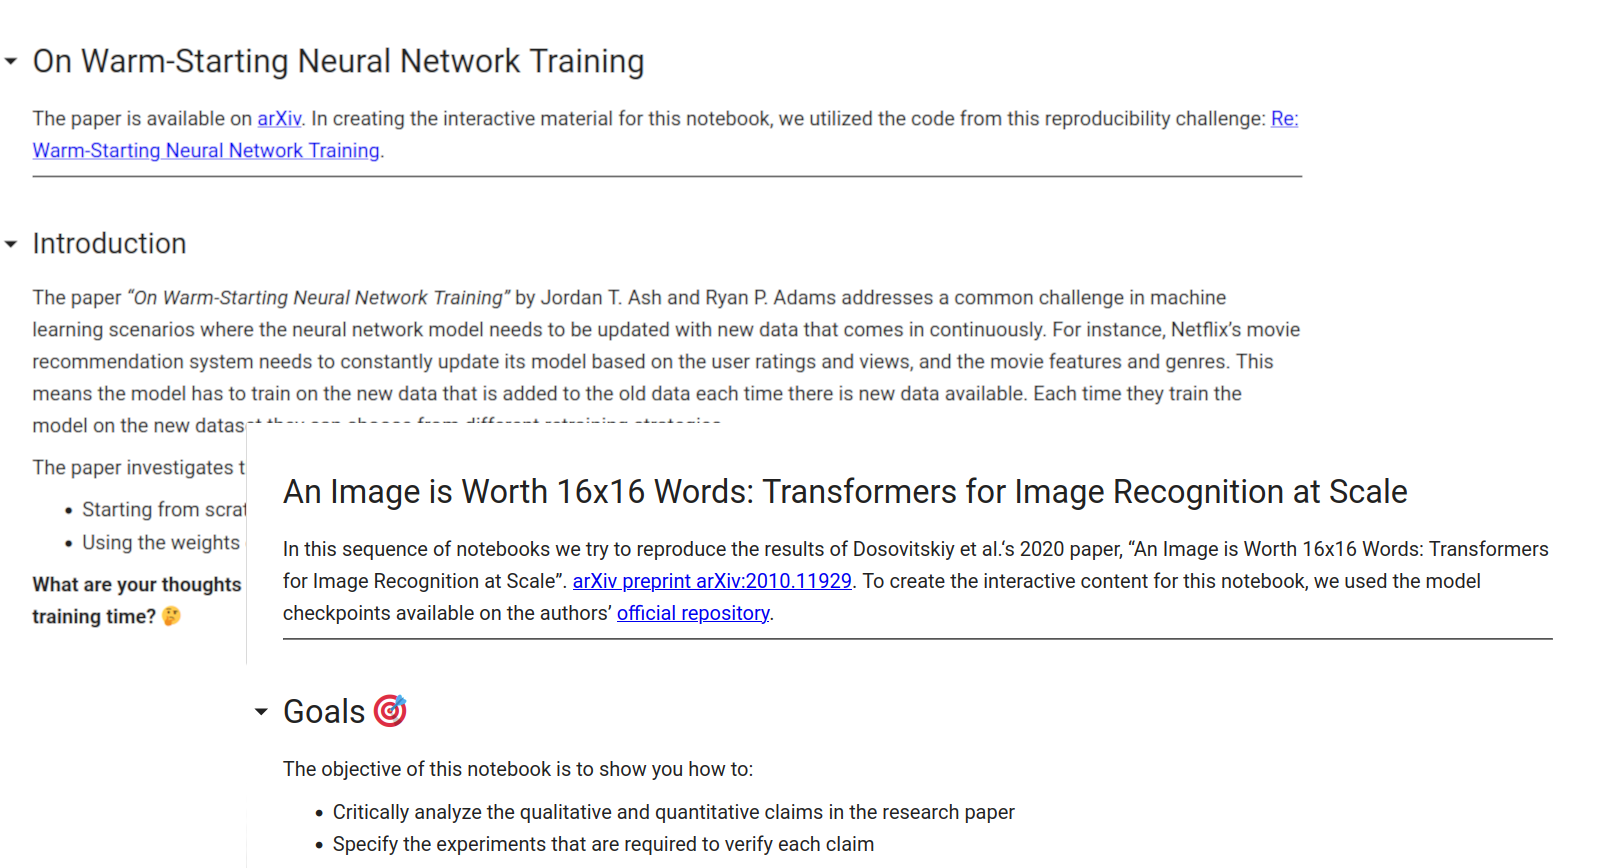 On Warm-Starting Neural Network Training
The paper is available on arXiv. In creating the interactive material for this notebook, we utilized the code from this reproducibility challenge: Re:
Warm-Starting Neural Network Training.
Introduction
The paper “On Warm-Starting Neural Network Training” by Jordan T. Ash and Ryan P. Adams addresses a common challenge in machine
learning scenarios where the neural network model needs to be updated with new data that comes in continuously. For instance, Netflix’s movie
recommendation system needs to constantly update its model based on the user ratings and views, and the movie features and genres. This
means the model has to train on the new data that is added to the old data each time there is new data available. Each time they train the
model on the new dataset they can choose from different retraining strategies.
The paper investigates t
• Starting from scrat
• Using the weights
What are your thoughts
training time? 🤔
An Image is Worth 16x16 Words: Transformers for Image Recognition at Scale
In this sequence of notebooks we try to reproduce the results of Dosovitskiy et al.‘s 2020 paper, “An Image is Worth 16x16 Words: Transformers
for Image Recognition at Scale”. arXiv preprint arXiv:2010.11929. To create the interactive content for this notebook, we used the model
checkpoints available on the authors’ official repository.
Goals 🎯
The objective of this notebook is to show you how to:
• Critically analyze the qualitative and quantitative claims in the research paper
• Specify the experiments that are required to verify each claim